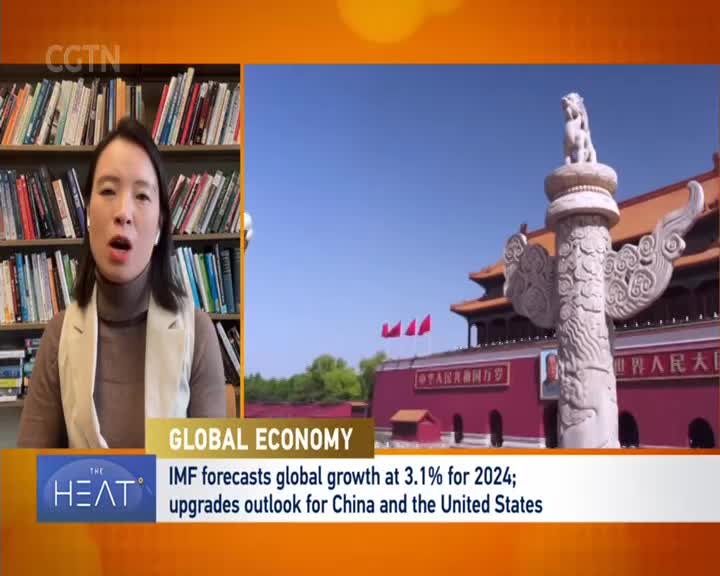 CGTN
中华人民共和国万岁
世界人民大
GLOBAL ECONOMY
THE
HEAT
IMF forecasts global growth at 3.1% for 2024;
upgrades outlook for China and the United States